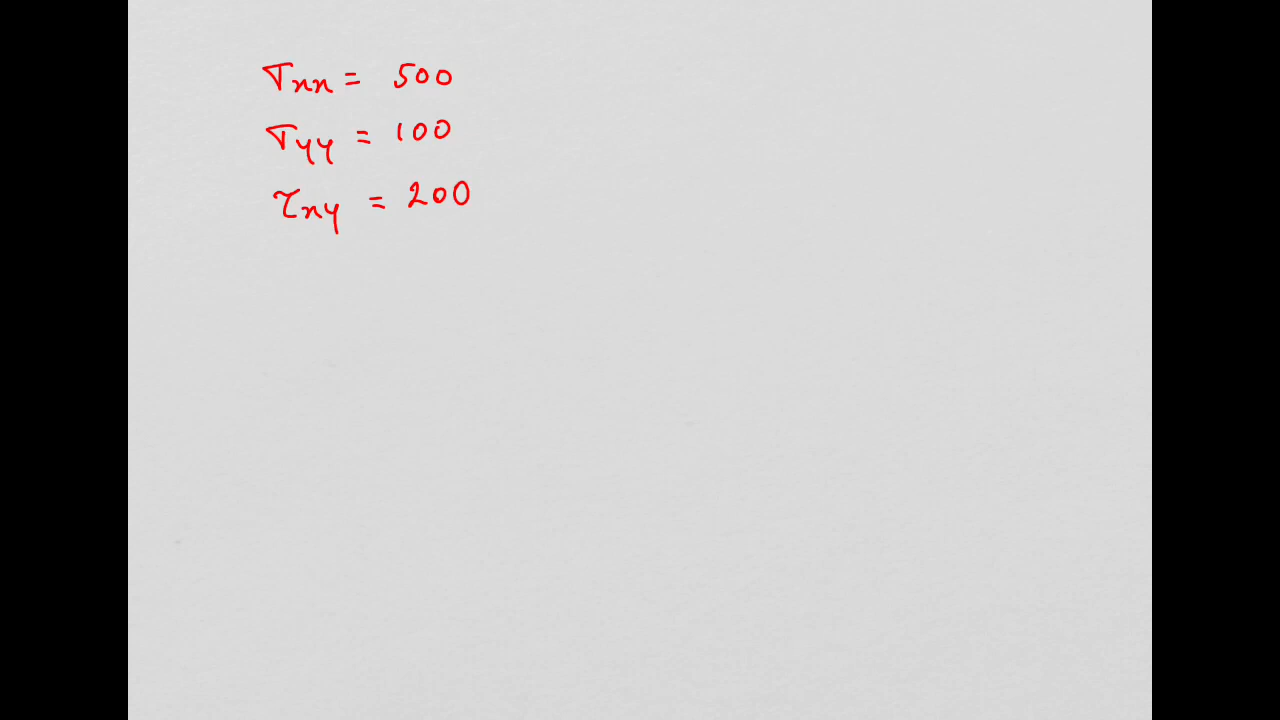 σxx = 500
σyy = 100
τxy = 200